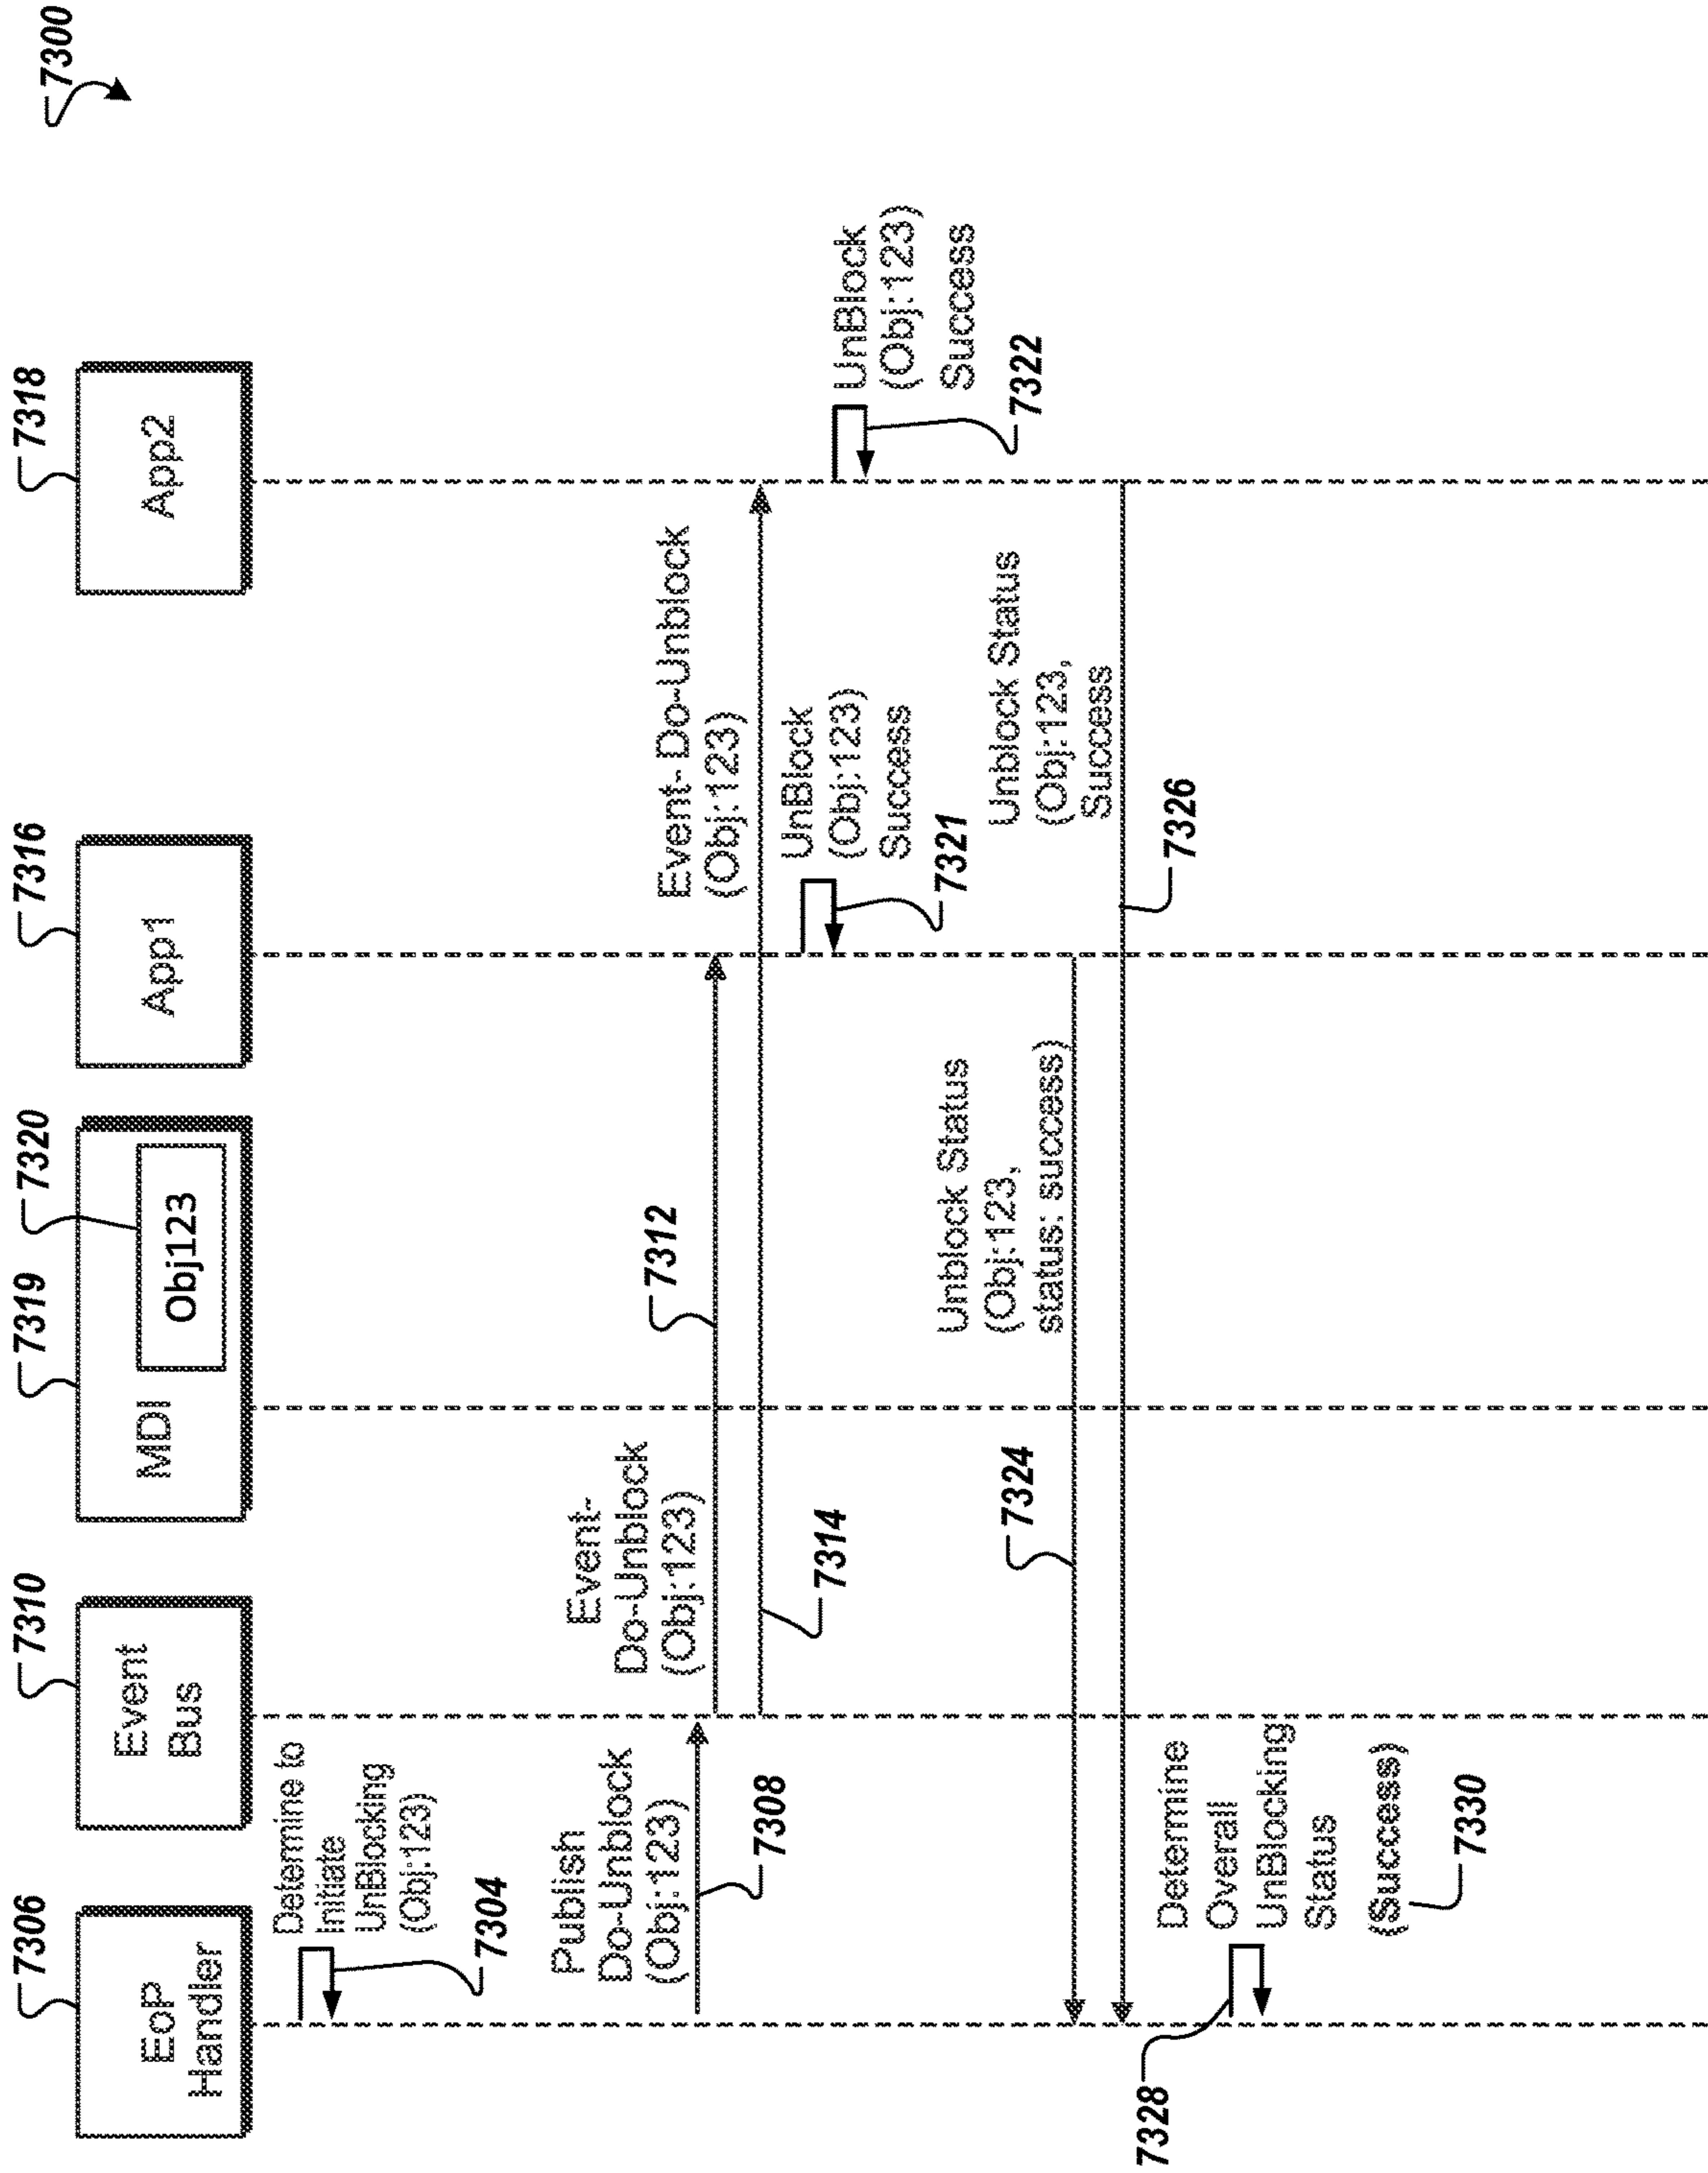 7300
7306
7310
7319
7320
7316
7318
EoP
Handler
Event
Bus
MDI
Obj123
App1
App2
Determine to
Initiate
UnBlocking
(Obj:123)
7304
Publish
Do-Unblock
(Obj:123)
7308
Event-
Do-Unblock
(Obj:123)
7312
7314
Event- Do-Unblock
(Obj:123)
UnBlock
(Obj:123)
Success
7321
UnBlock
(Obj:123)
Success
7322
Unblock Status
(Obj:123,
status: success)
7324
Unblock Status
(Obj:123,
Success
7326
Determine
Overall
UnBlocking
Status
(Success)
7328
7330